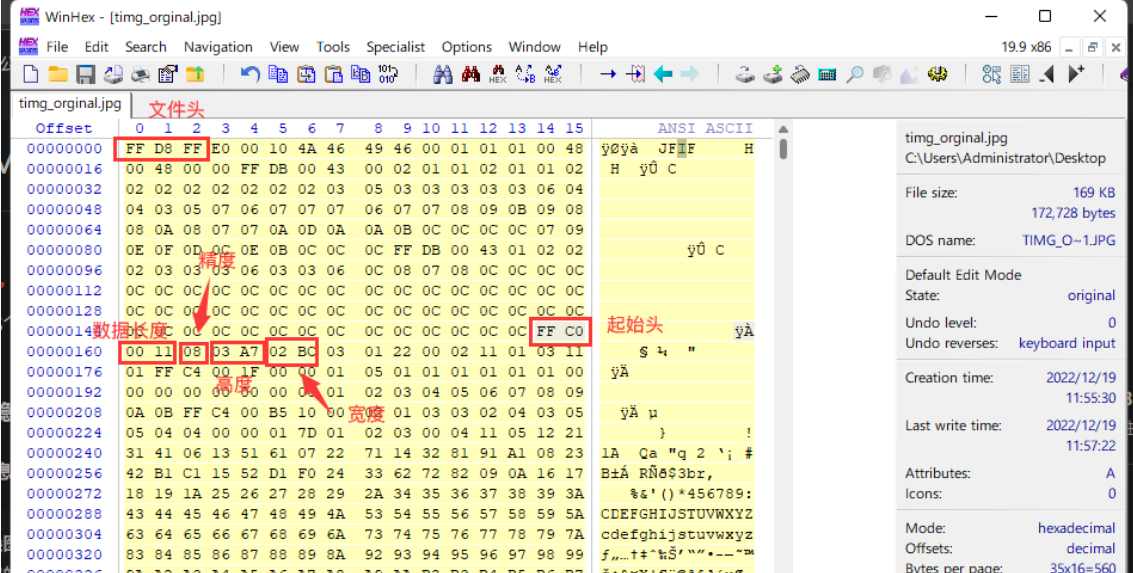 WinHex - [timg_orginal.jpg]
File Edit Search Navigation View Tools Specialist Options Window Help 19.9 x86
timg_orginal.jpg
文件头
Offset 0 1 2 3 4 5 6 7 8 9 10 11 12 13 14 15 ANSI ASCII
00000000 FF D8 FF E0 00 10 4A 46 49 46 00 01 01 01 00 48 ÿØÿà JFIF H
00000016 00 48 00 00 FF DB 00 43 00 02 01 01 02 01 01 02 H ÿÛ C
00000032 02 02 02 02 02 02 02 03 05 03 03 03 03 03 06 04
00000048 04 03 05 07 06 07 07 07 06 07 07 08 09 0B 09 08
00000064 08 0A 08 07 07 0A 0D 0A 0A 0B 0C 0C 0C 0C 07 09
00000080 0E 0F 0D 0C 0E 0B 0C 0C 0C FF DB 00 43 01 02 02 ÿÛ C
精度
00000096 02 03 03 03 06 03 03 06 0C 08 07 08 0C 0C 0C 0C
00000112 0C 0C 0C 0C 0C 0C 0C 0C 0C 0C 0C 0C 0C 0C 0C 0C
00000128 0C 0C 0C 0C 0C 0C 0C 0C 0C 0C 0C 0C 0C 0C
数据长度
0C 0C 0C 0C 0C 0C 0C 0C 0C 0C 0C FF C0 ÿÀ
起始头
00000160 00 11 08 03 A7 02 BC 03 01 22 00 02 11 01 03 11 § ¼ "
00000176 01 FF C4 00 1F 00 00 01 05 01 01 01 01 01 01 00 ÿÄ
高度
00000192 00 00 00 00 00 00 01 02 03 04 05 06 07 08 09
00000208 0A 0B FF C4 00 B5 10 00 01 03 03 02 04 03 05 ÿÄ µ
宽度
00000224 05 04 04 00 00 01 7D 01 02 03 00 04 11 05 12 21 } !
00000240 31 41 06 13 51 61 07 22 71 14 32 81 91 A1 08 23 1A Qa "q 2 ‘¡ #
00000256 42 B1 C1 15 52 D1 F0 24 33 62 72 82 09 0A 16 17 B±Á RÑð$3br‚
00000272 18 19 1A 25 26 27 28 29 2A 34 35 36 37 38 39 3A %&'()*456789:
00000288 43 44 45 46 47 48 49 4A 53 54 55 56 57 58 59 5A CDEFGHIJSTUVWXYZ
00000304 63 64 65 66 67 68 69 6A 73 74 75 76 77 78 79 7A cdefghijstuvwxyz
00000320 83 84 85 86 87 88 89 8A 92 93 94 95 96 97 98 99 ƒ„…†‡ˆ‰Š’“”•–—˜™
timg_orginal.jpg
C:\Users\Administrator\Desktop
File size: 169 KB
172,728 bytes
DOS name: TIMG_O~1.JPG
Default Edit Mode
State: original
Undo level: 0
Undo reverses: keyboard input
Creation time: 2022/12/19
11:55:30
Last write time: 2022/12/19
11:57:22
Attributes: A
Icons: 0
Mode: hexadecimal
Offsets: decimal
Bytes per page: 35x16=560